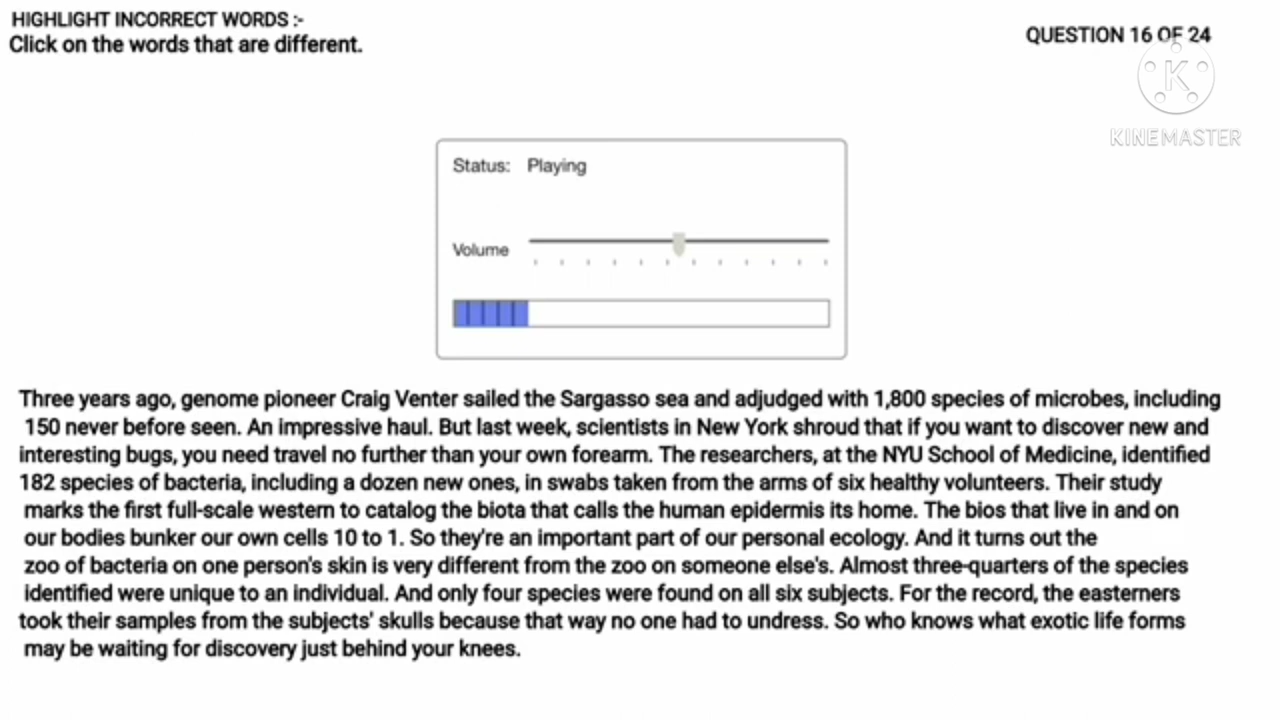 HIGHLIGHT INCORRECT WORDS :-
Click on the words that are different.
QUESTION 16 OF 24
KINEMASTER
Status: Playing
Volume
Three years ago, genome pioneer Craig Venter sailed the Sargasso sea and adjudged with 1,800 species of microbes, including
150 never before seen. An impressive haul. But last week, scientists in New York shroud that if you want to discover new and
interesting bugs, you need travel no further than your own forearm. The researchers, at the NYU School of Medicine, identified
182 species of bacteria, including a dozen new ones, in swabs taken from the arms of six healthy volunteers. Their study
marks the first full-scale western to catalog the biota that calls the human epidermis its home. The bios that live in and on
our bodies bunker our own cells 10 to 1. So they're an important part of our personal ecology. And it turns out the
zoo of bacteria on one person's skin is very different from the zoo on someone else's. Almost three-quarters of the species
identified were unique to an individual. And only four species were found on all six subjects. For the record, the easterners
took their samples from the subjects' skulls because that way no one had to undress. So who knows what exotic life forms
may be waiting for discovery just behind your knees.